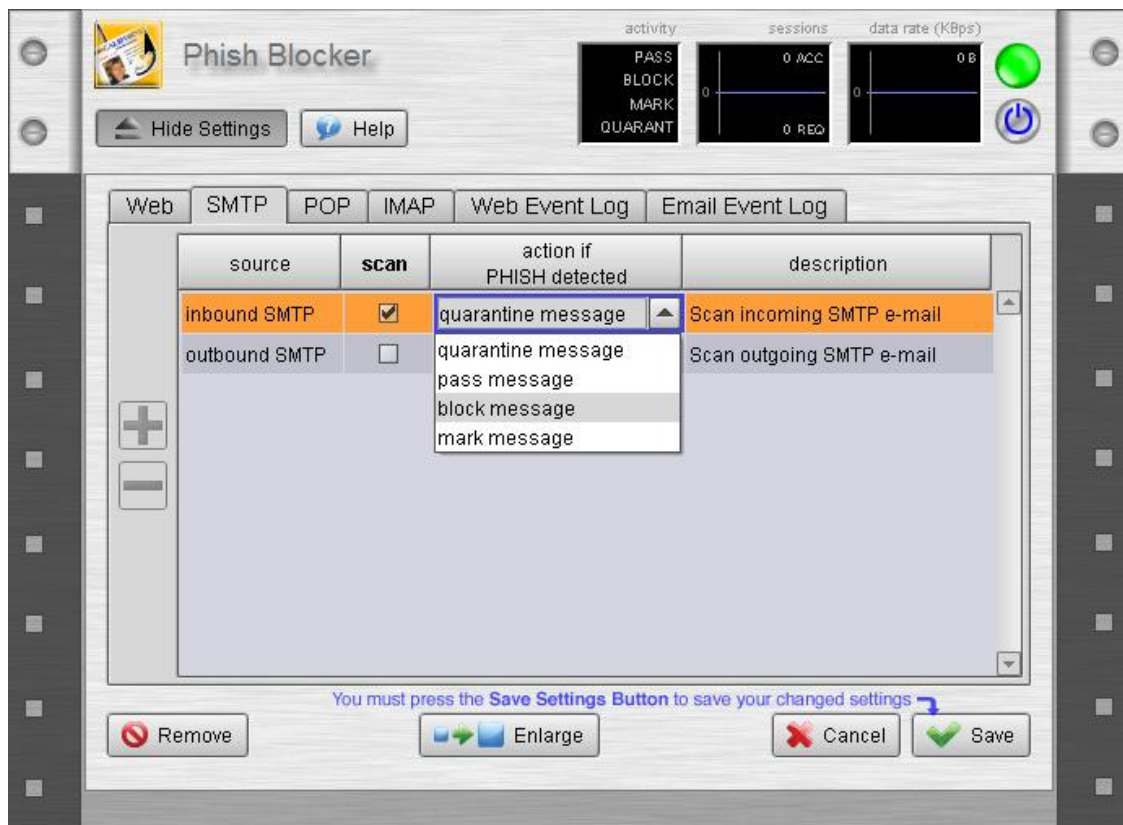 Phish Blocker
activity
sessions
data rate (KBps)
PASS
BLOCK
MARK
QUARANT
0 ACC
0
0 REQ
0 B
0
Hide Settings
Help
Web
SMTP
POP
IMAP
Web Event Log
Email Event Log
source
scan
action if
PHISH detected
description
inbound SMTP
quarantine message
Scan incoming SMTP e-mail
outbound SMTP
Scan outgoing SMTP e-mail
quarantine message
pass message
block message
mark message
You must press the Save Settings Button to save your changed settings
Remove
Enlarge
Cancel
Save